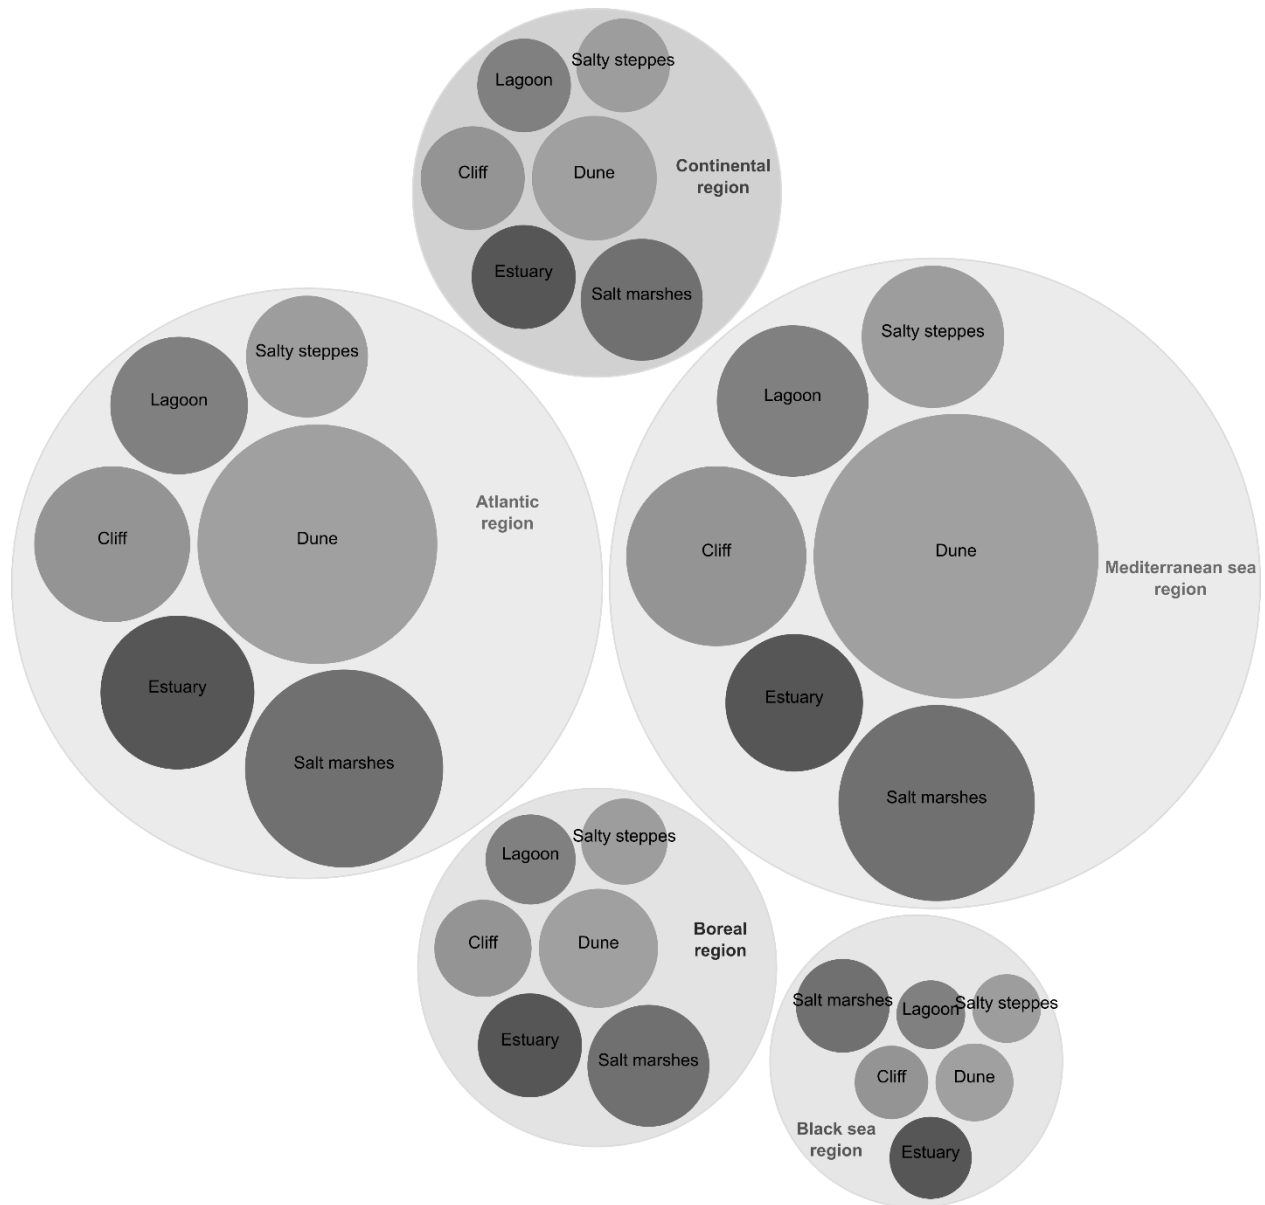 Salty steppes
Lagoon
Cliff
Dune
Continental
region
Estuary
Salt marshes
Salty steppes
Lagoon
Atlantic
region
Cliff
Dune
Estuary
Salt marshes
Salty steppes
Lagoon
Cliff
Dune
Mediterranean sea
region
Estuary
Salt marshes
Salty steppes
Lagoon
Cliff
Dune
Boreal
region
Estuary
Salt marshes
Salt marshes
Lagoon
Salty steppes
Cliff
Dune
Black sea
region
Estuary